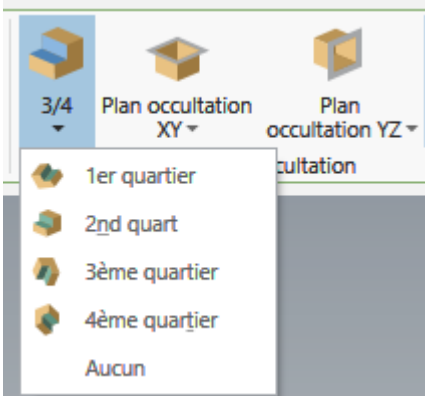 3/4
Plan occultation
XY
Plan
occultation YZ
cultation
1er quartier
2nd quart
3ème quartier
4ème quartier
Aucun